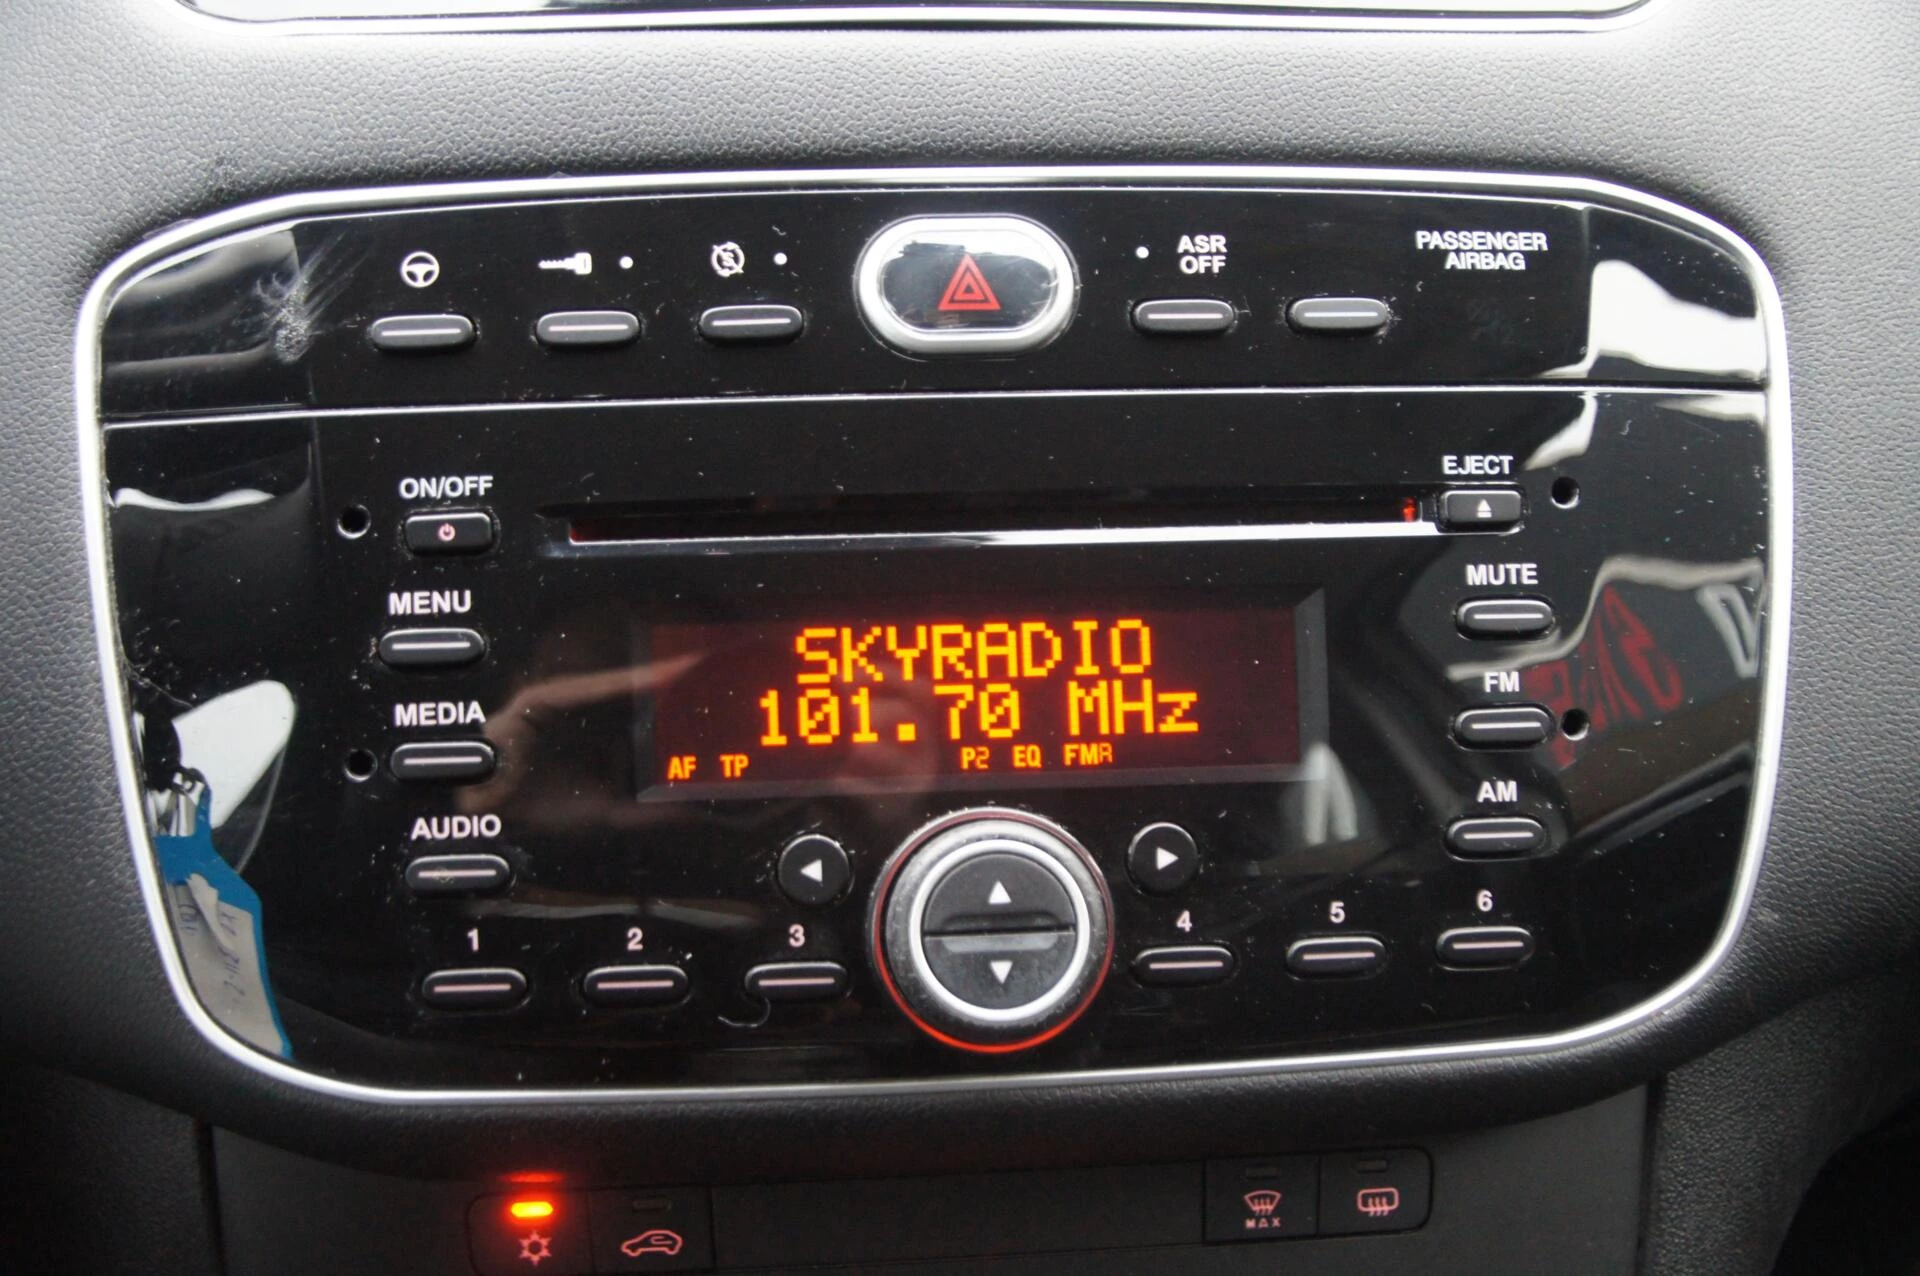 ASR
OFF
PASSENGER
AIRBAG
ON/OFF
EJECT
MENU
MUTE
SKYRADIO
101.70 MHz
AF TP P2 EQ FMA
MEDIA
FM
AUDIO
AM
1
2
3
4
5
6
MAX